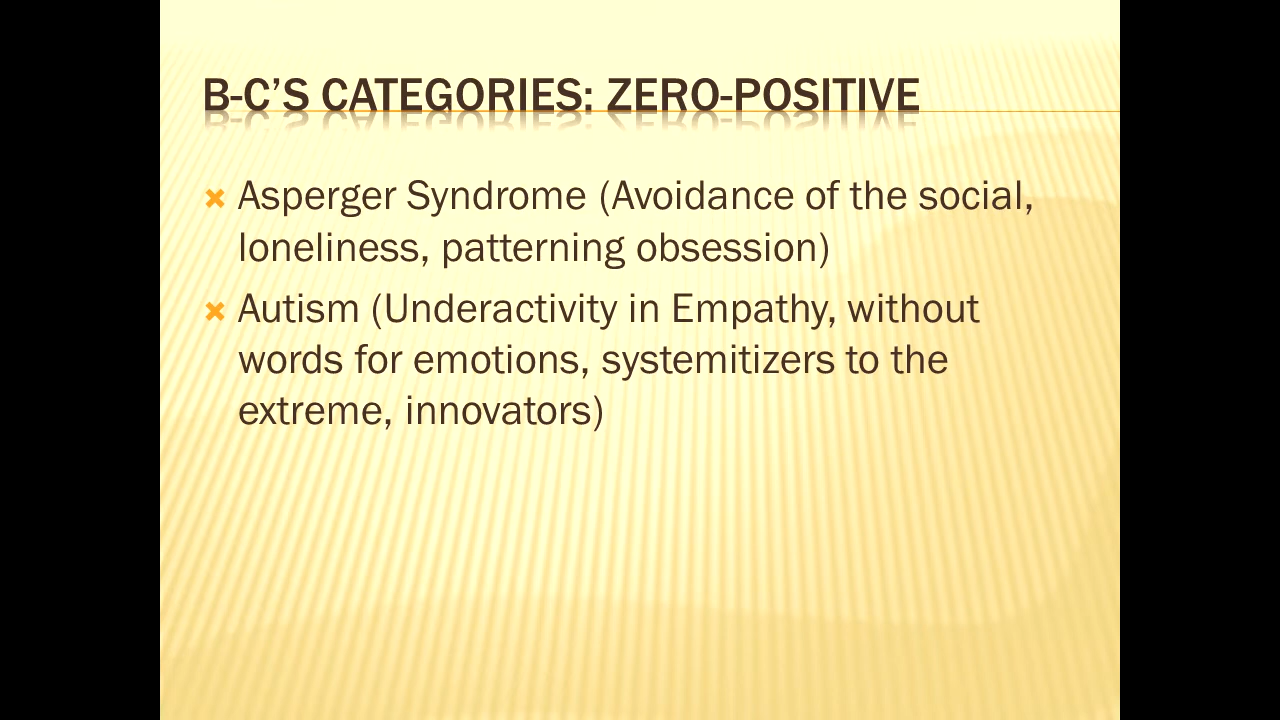 B-C’S CATEGORIES: ZERO-POSITIVE
Asperger Syndrome (Avoidance of the social,
loneliness, patterning obsession)
Autism (Underactivity in Empathy, without
words for emotions, systemitizers to the
extreme, innovators)